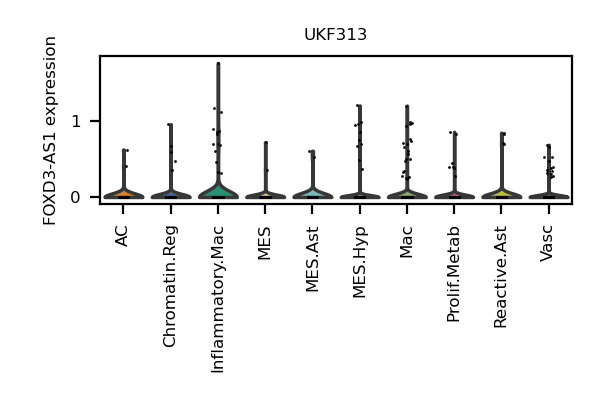 UKF313
FOXD3-AS1 expression
1
0
AC
Chromatin.Reg
Inflammatory.Mac
MES
MES.Ast
MES.Hyp
Mac
Prolif.Metab
Reactive.Ast
Vasc